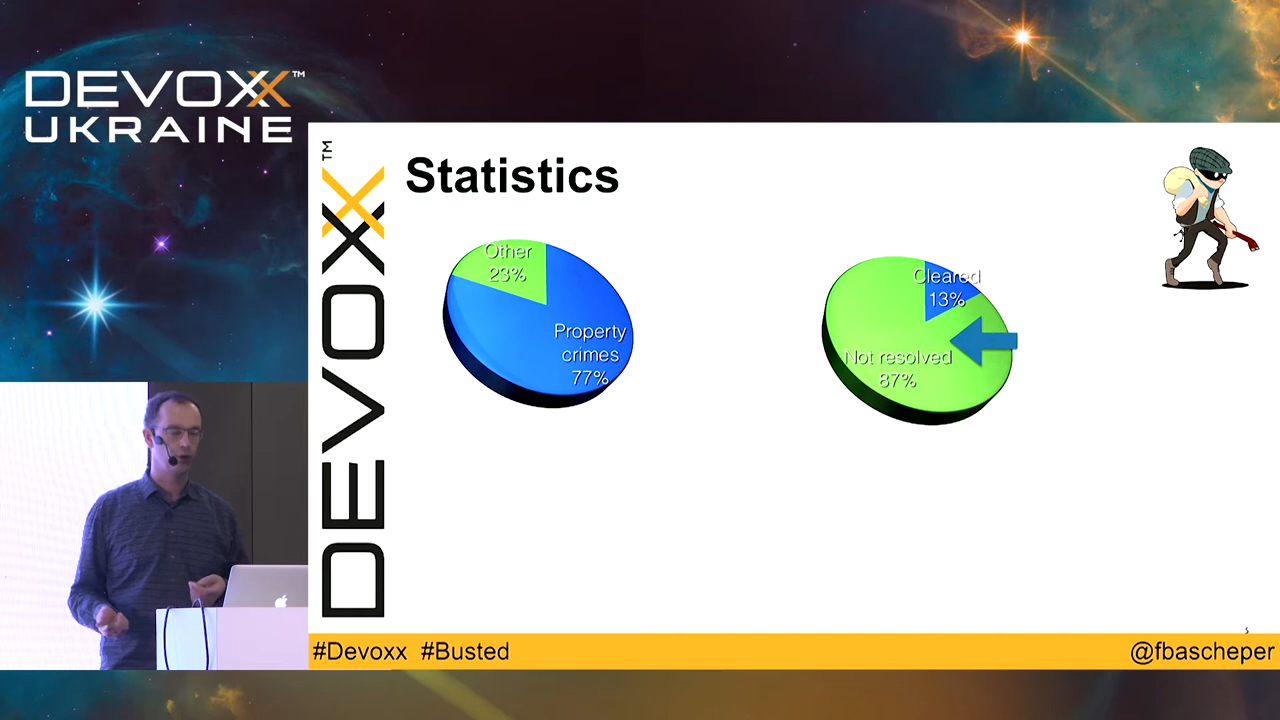 DEVOXX™
UKRAINE
DEVOXX™
Statistics
Other
23%
Property
crimes
77%
Cleared
13%
Not resolved
87%
#Devoxx #Busted
@fbascheper